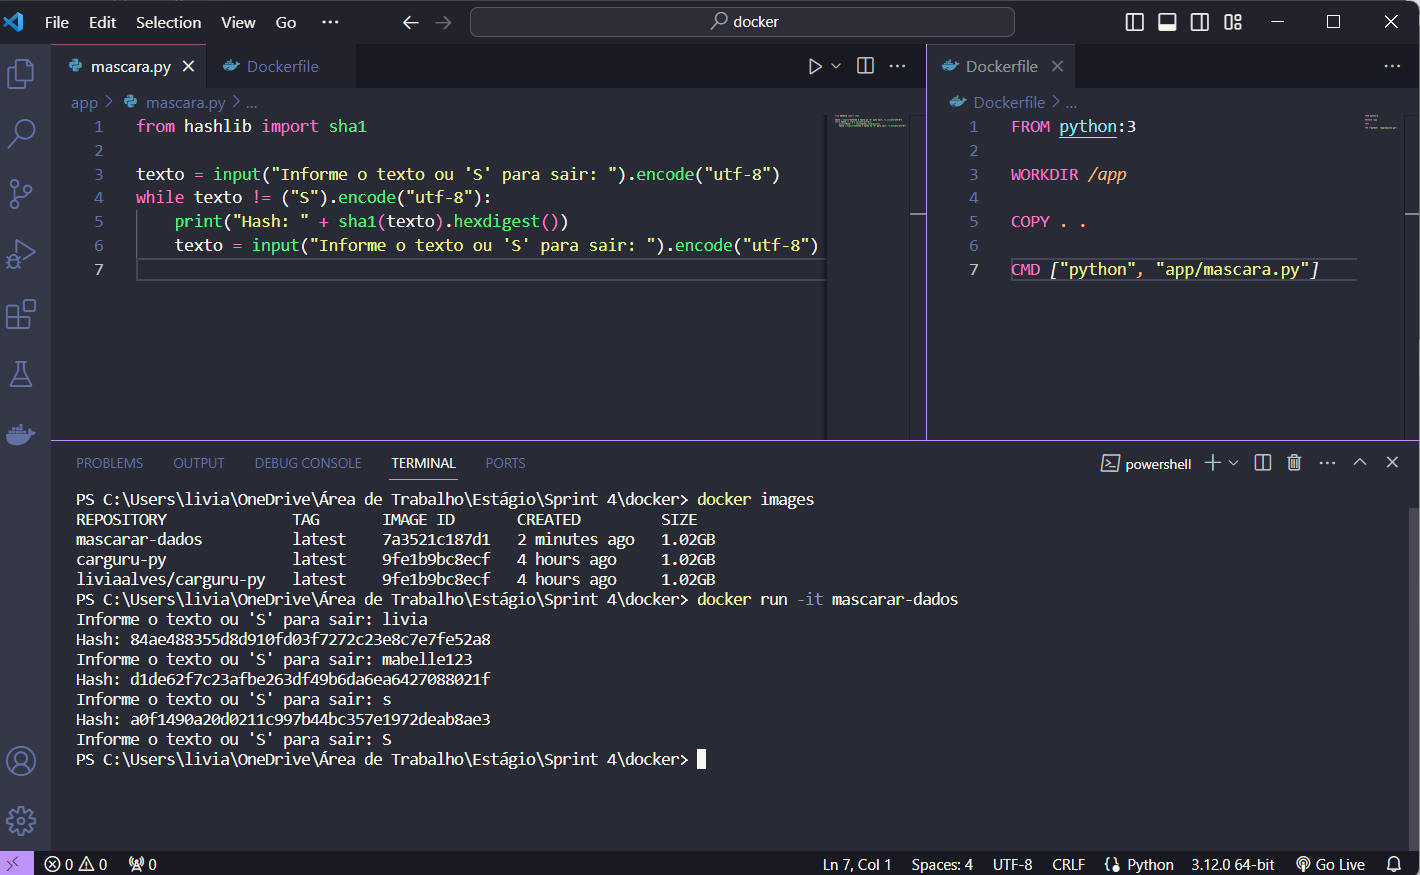 File Edit Selection View Go ··· docker
mascara.py Dockerfile
app > mascara.py > ...
1 from hashlib import sha1
2
3 texto = input("Informe o texto ou 'S' para sair: ").encode("utf-8")
4 while texto != ("S").encode("utf-8"):
5 print("Hash: " + sha1(texto).hexdigest())
6 texto = input("Informe o texto ou 'S' para sair: ").encode("utf-8")
7
Dockerfile
Dockerfile > ...
1 FROM python:3
2
3 WORKDIR /app
4
5 COPY . .
6
7 CMD ["python", "app/mascara.py"]
PROBLEMS OUTPUT DEBUG CONSOLE TERMINAL PORTS powershell
PS C:\Users\livia\OneDrive\Área de Trabalho\Estágio\Sprint 4\docker> docker images
REPOSITORY TAG IMAGE ID CREATED SIZE
mascarar-dados latest 7a3521c187d1 2 minutes ago 1.02GB
carguru-py latest 9fe1b9bc8ecf 4 hours ago 1.02GB
liviaalves/carguru-py latest 9fe1b9bc8ecf 4 hours ago 1.02GB
PS C:\Users\livia\OneDrive\Área de Trabalho\Estágio\Sprint 4\docker> docker run -it mascarar-dados
Informe o texto ou 'S' para sair: livia
Hash: 84ae488355d8d910fd03f7272c23e8c7e7fe52a8
Informe o texto ou 'S' para sair: mabelle123
Hash: d1de62f7c23afbe263df49b6da6ea6427088021f
Informe o texto ou 'S' para sair: s
Hash: a0f1490a20d0211c997b44bc357e1972deab8ae3
Informe o texto ou 'S' para sair: S
PS C:\Users\livia\OneDrive\Área de Trabalho\Estágio\Sprint 4\docker>
0 0 0 Ln 7, Col 1 Spaces: 4 UTF-8 CRLF Python 3.12.0 64-bit Go Live